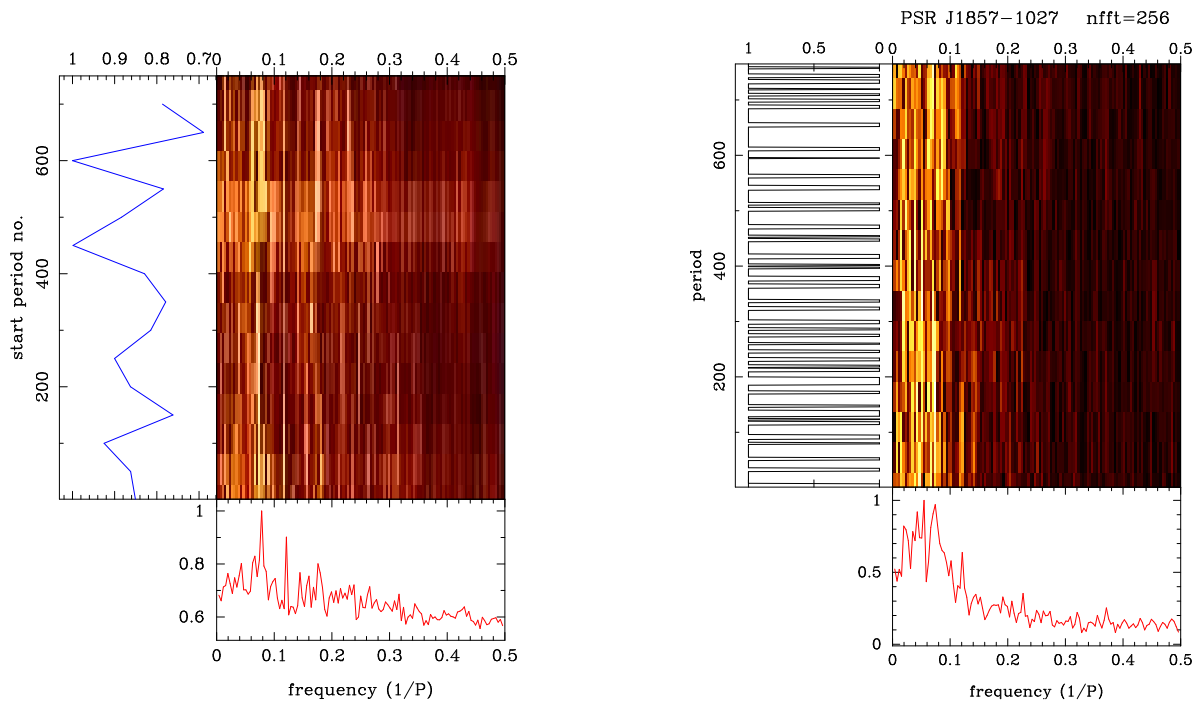 PSR J1857−1027 nfft=256
1 0.9 0.8 0.7 0 0.1 0.2 0.3 0.4 0.5
1 0.5 0 0 0.1 0.2 0.3 0.4 0.5
start period no.
200 400 600
period
200 400 600
1
0.8
0.6
0 0.1 0.2 0.3 0.4 0.5
frequency (1/P)
1
0.5
0
0 0.1 0.2 0.3 0.4 0.5
frequency (1/P)